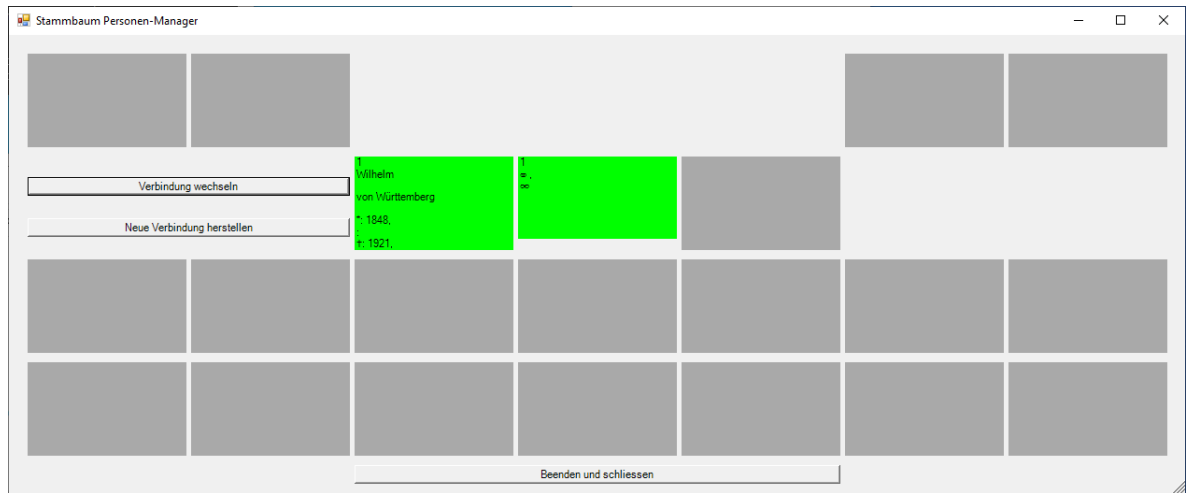 Stammbaum Personen-Manager
1
Wilhelm
von Württemberg
*: 1848,
:
†: 1921,
1
⚭ ,
⚮
Verbindung wechseln
Neue Verbindung herstellen
Beenden und schliessen